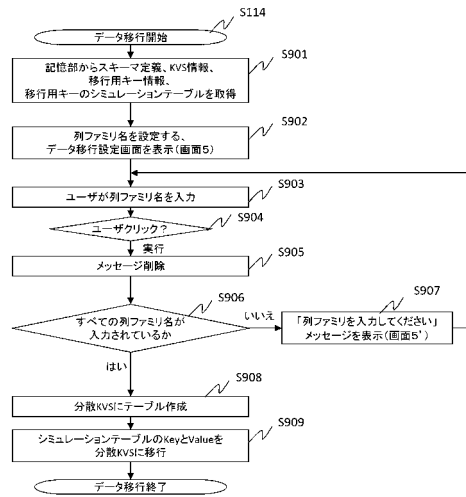 S114
データ移行開始
S901
記憶部からスキーマ定義、KVS情報、
移行用キー情報、
移行用キーのシミュレーションテーブルを取得
S902
列ファミリ名を設定する、
データ移行設定画面を表示(画面5)
S903
ユーザが列ファミリ名を入力
S904
ユーザクリック?
実行
S905
メッセージ削除
S906
すべての列ファミリ名が
入力されているか
いいえ
S907
「列ファミリを入力してください」
メッセージを表示(画面5')
はい
S908
分散KVSにテーブル作成
S909
シミュレーションテーブルのKeyとValueを
分散KVSに移行
データ移行終了